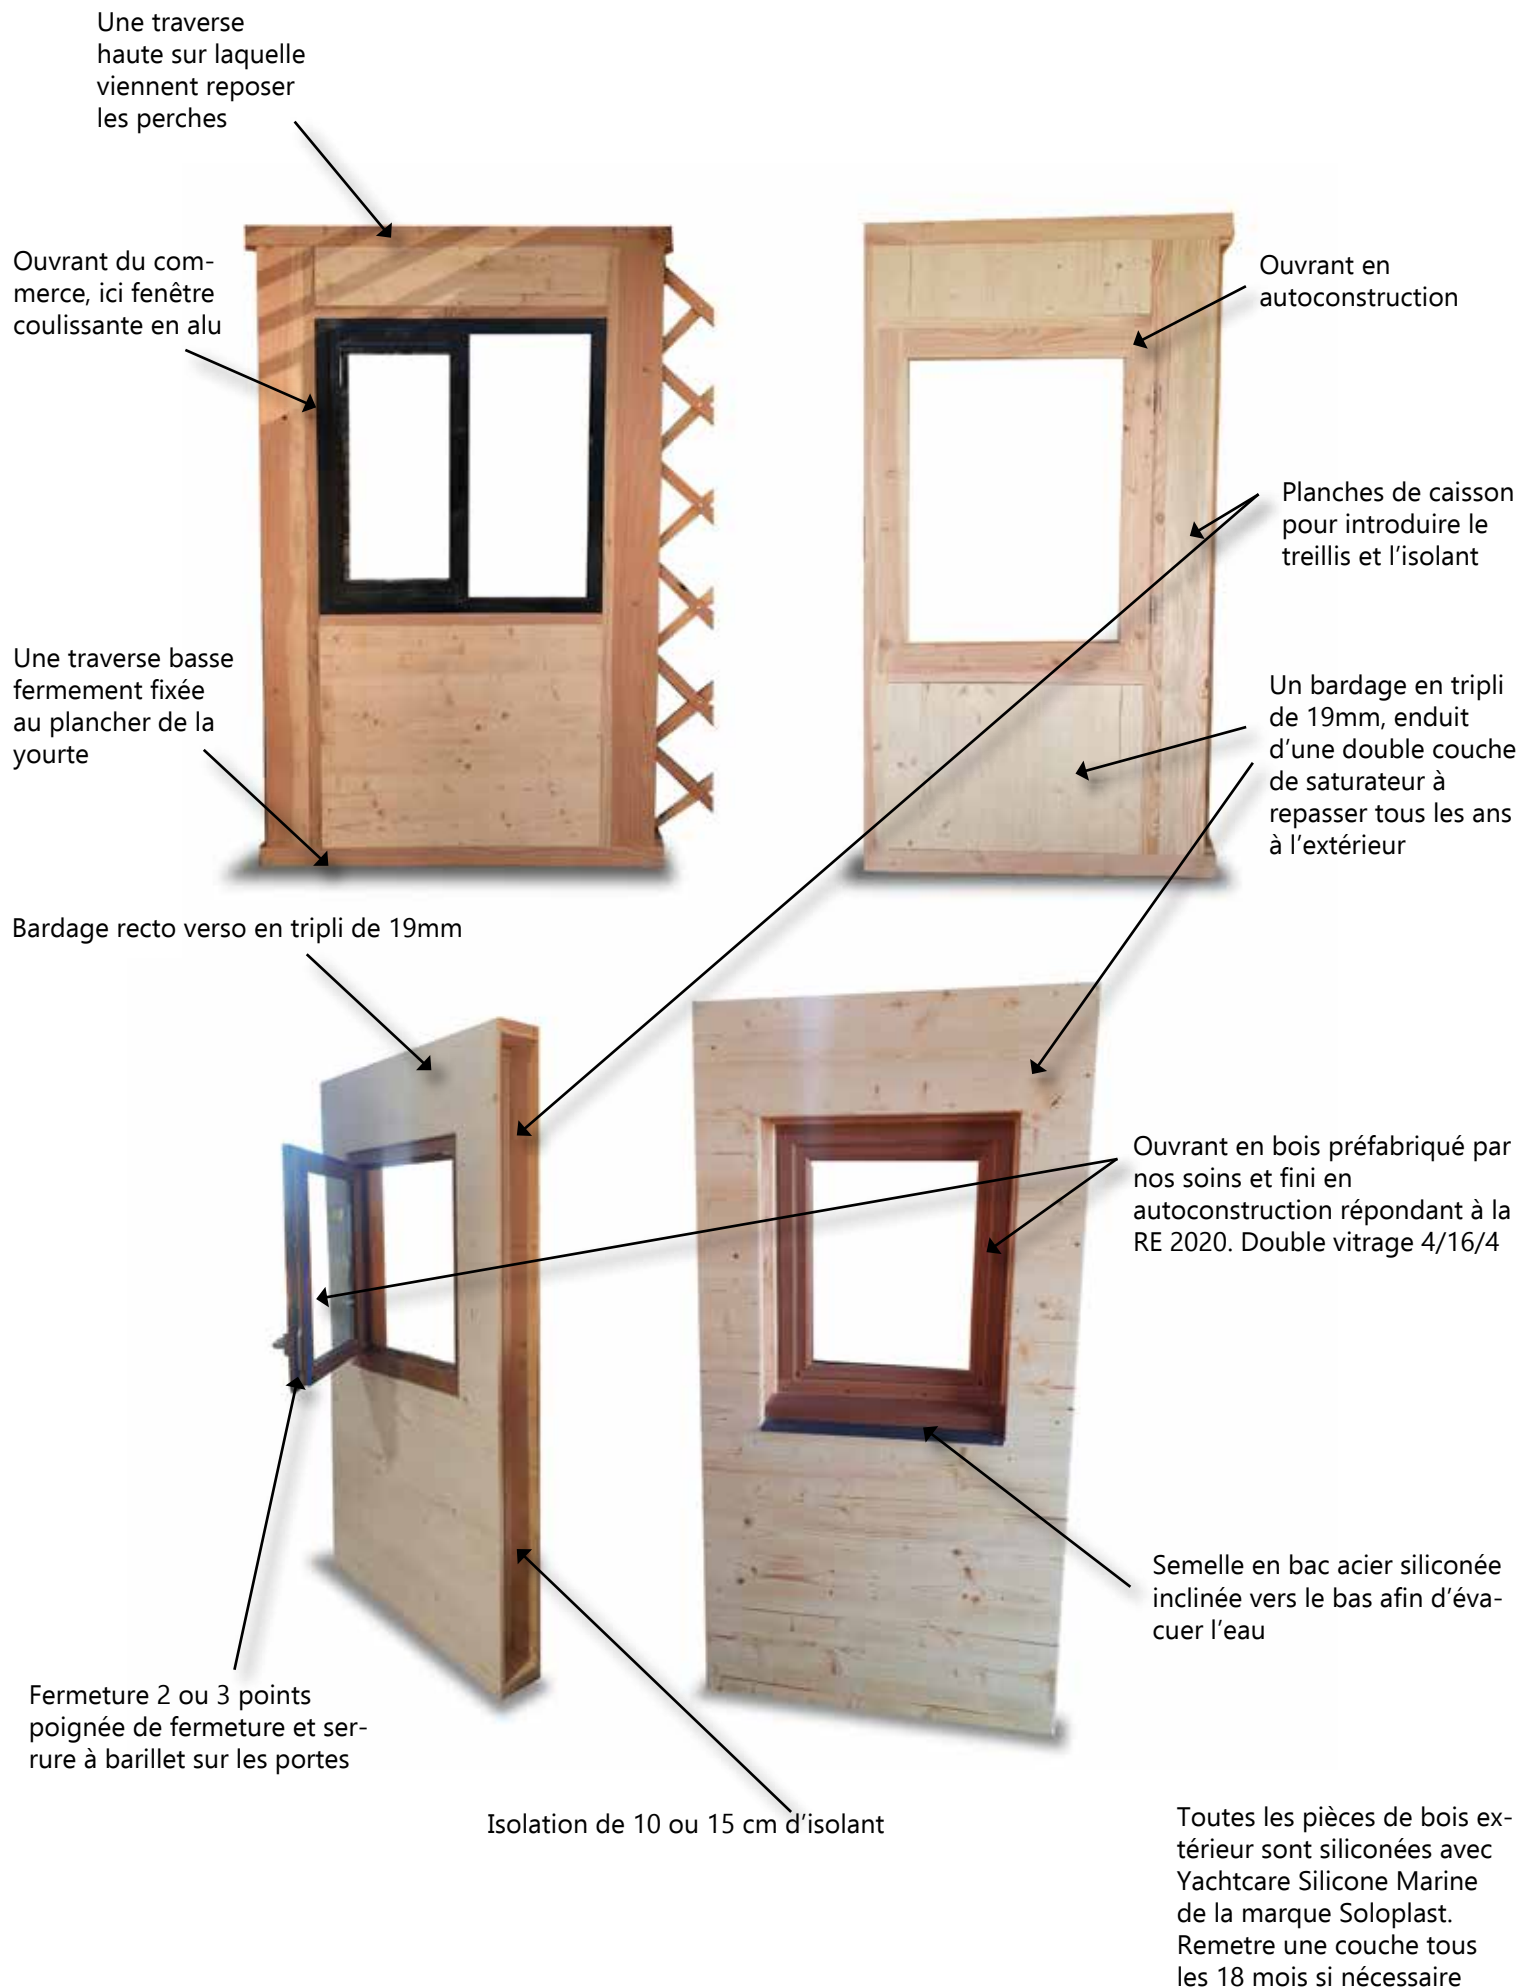 Une traverse
haute sur laquelle
viennent reposer
les perches
Ouvrant du com-
merce, ici fenêtre
coulissante en alu
Ouvrant en
autoconstruction
Planches de caisson
pour introduire le
treillis et l'isolant
Une traverse basse
fermement fixée
au plancher de la
yourte
Un bardage en tripli
de 19mm, enduit
d'une double couche
de saturateur à
repasser tous les ans
à l'extérieur
Bardage recto verso en tripli de 19mm
Ouvrant en bois préfabriqué par
nos soins et fini en
autoconstruction répondant à la
RE 2020. Double vitrage 4/16/4
Semelle en bac acier siliconée
inclinée vers le bas afin d'éva-
cuer l'eau
Fermeture 2 ou 3 points
poignée de fermeture et ser-
rure à barillet sur les portes
Isolation de 10 ou 15 cm d'isolant
Toutes les pièces de bois ex-
térieur sont siliconées avec
Yachtcare Silicone Marine
de la marque Soloplast.
Remetre une couche tous
les 18 mois si nécessaire